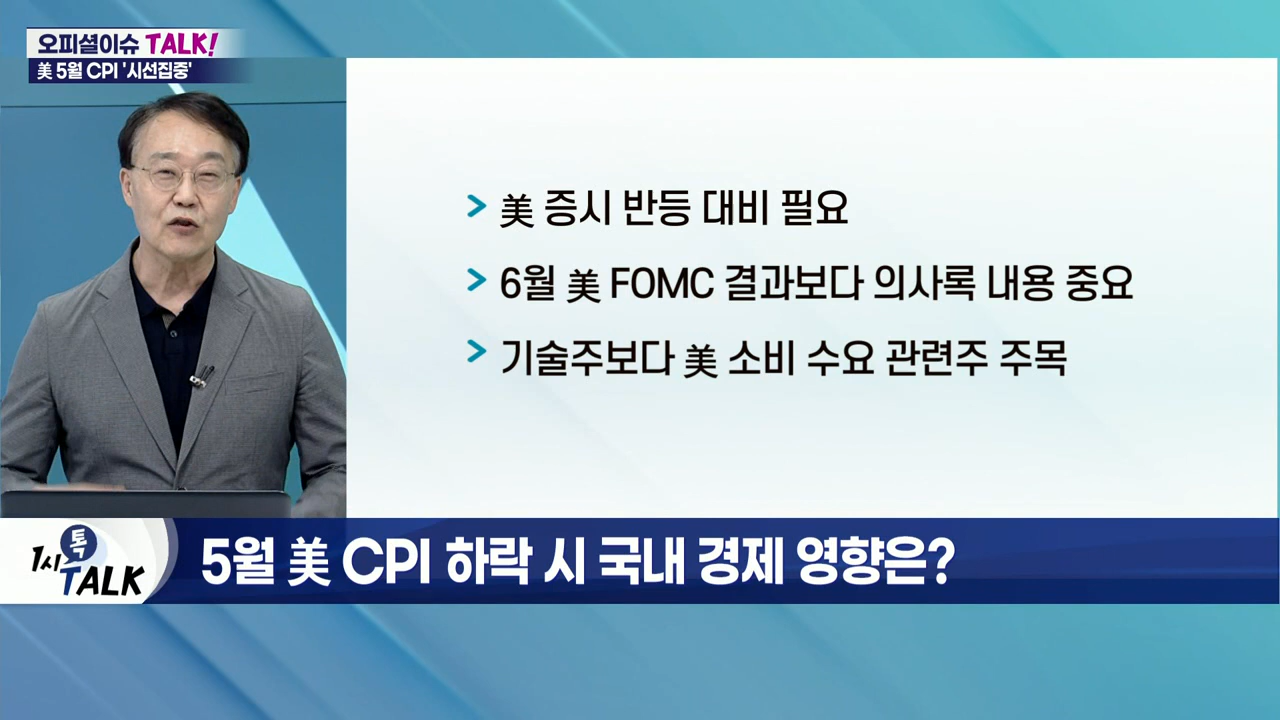 오피셜이슈 TALK!
美 5월 CPI '시선집중'
> 美 증시 반등 대비 필요
> 6월 美 FOMC 결과보다 의사록 내용 중요
> 기술주보다 美 소비 수요 관련주 주목
1시 톡 TALK
5월 美 CPI 하락 시 국내 경제 영향은?